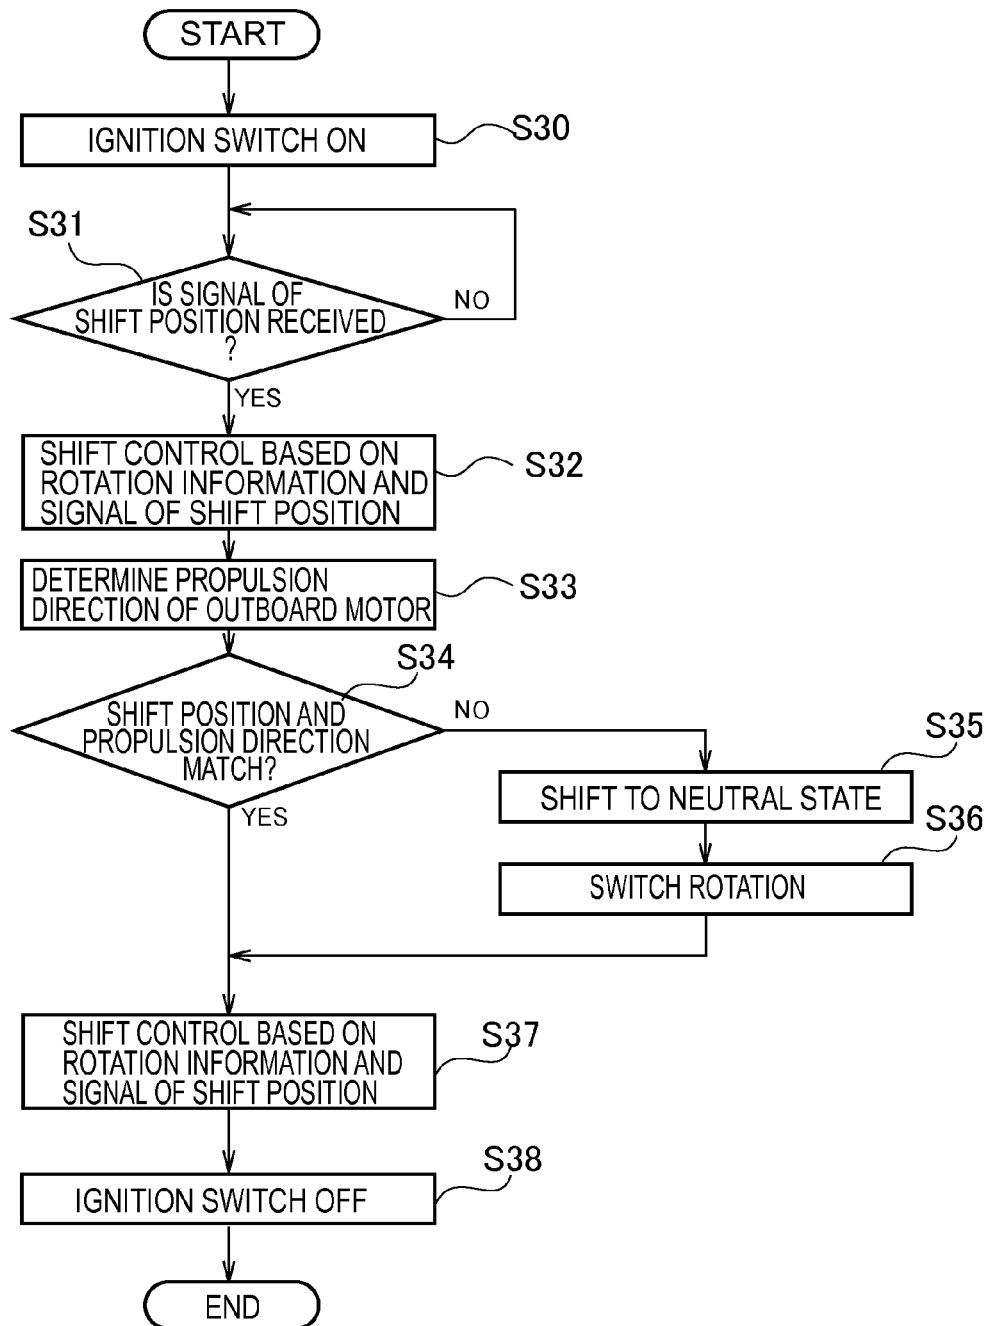 START
IGNITION SWITCH ON
S30
S31
IS SIGNAL OF
SHIFT POSITION RECEIVED
?
NO
YES
SHIFT CONTROL BASED ON
ROTATION INFORMATION AND
SIGNAL OF SHIFT POSITION
S32
DETERMINE PROPULSION
DIRECTION OF OUTBOARD MOTOR
S33
S34
SHIFT POSITION AND
PROPULSION DIRECTION
MATCH?
NO
YES
S35
SHIFT TO NEUTRAL STATE
S36
SWITCH ROTATION
SHIFT CONTROL BASED ON
ROTATION INFORMATION AND
SIGNAL OF SHIFT POSITION
S37
IGNITION SWITCH OFF
S38
END